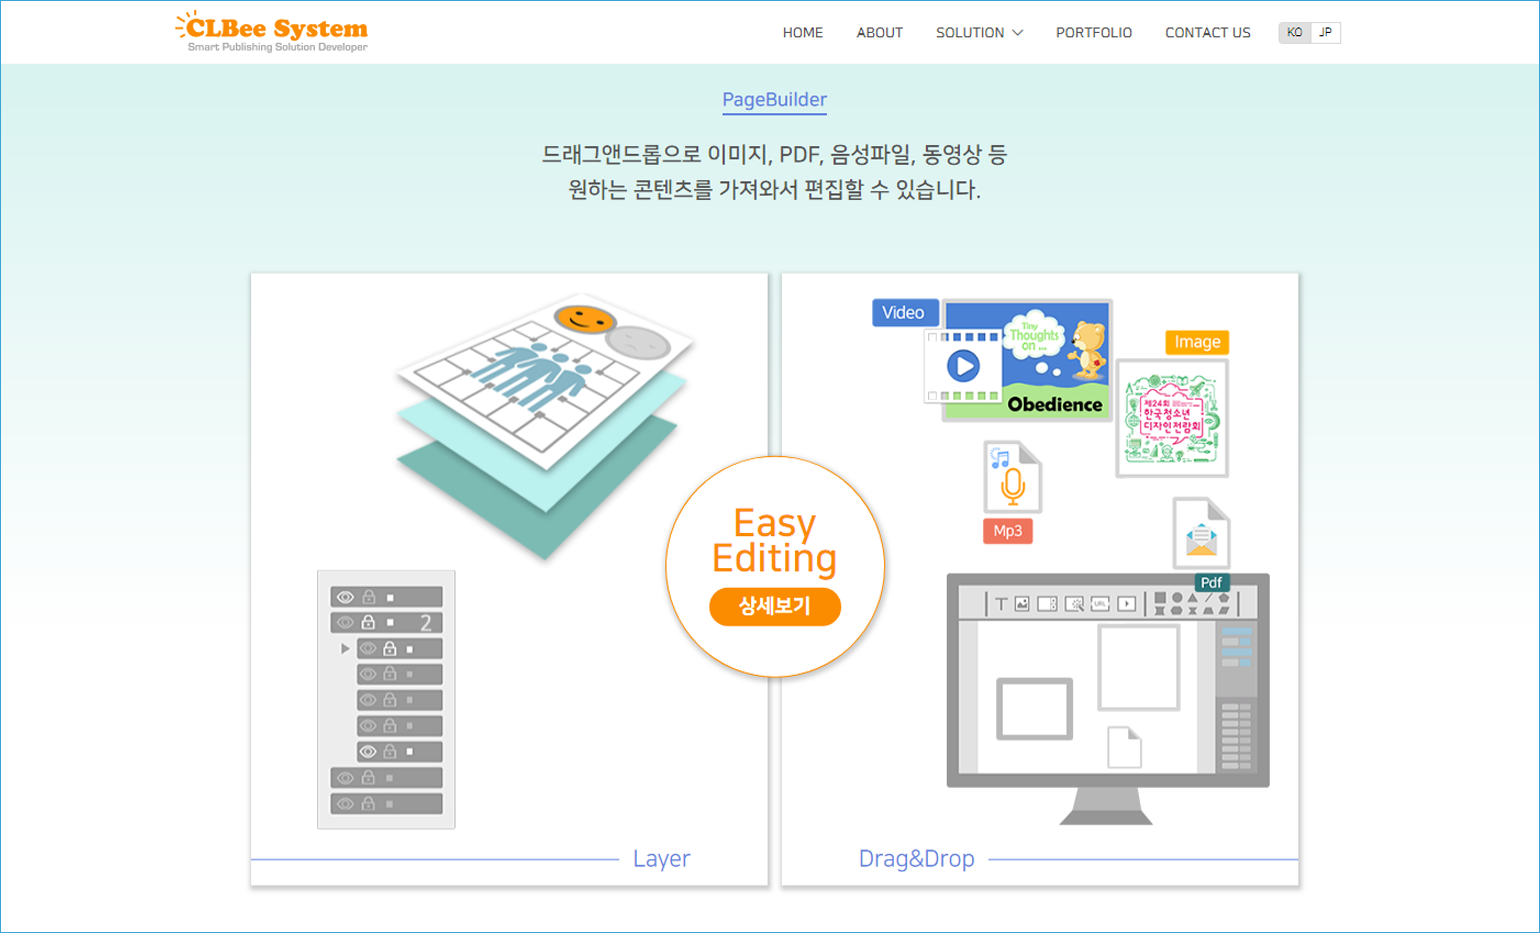 CLBee System
Smart Publishing Solution Developer
HOME
ABOUT
SOLUTION
PORTFOLIO
CONTACT US
KO
JP
PageBuilder
드래그앤드롭으로 이미지, PDF, 음성파일, 동영상 등
원하는 콘텐츠를 가져와서 편집할 수 있습니다.
Video
Tiny
Thoughts
on ...
Obedience
Image
제24회
한국청소년
디자인전람회
Mp3
Easy
Editing
상세보기
Pdf
T
URL
2
Layer
Drag&Drop